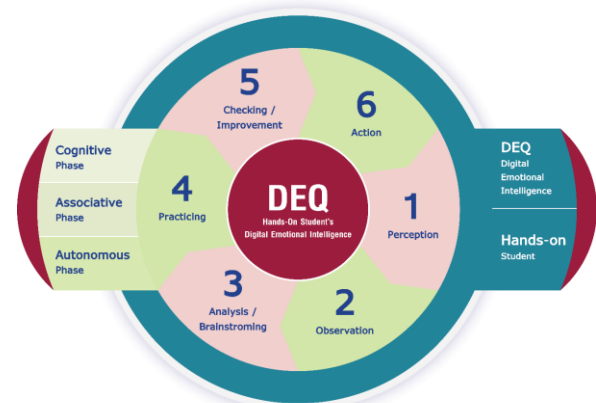 5
Checking /
Improvement
6
Action
Cognitive
Phase
Associative
Phase
Autonomous
Phase
4
Practicing
DEQ
Hands-On Student's
Digital Emotional Intelligence
1
Perception
DEQ
Digital
Emotional
Intelligence
Hands-on
Student
3
Analysis /
Brainstroming
2
Observation